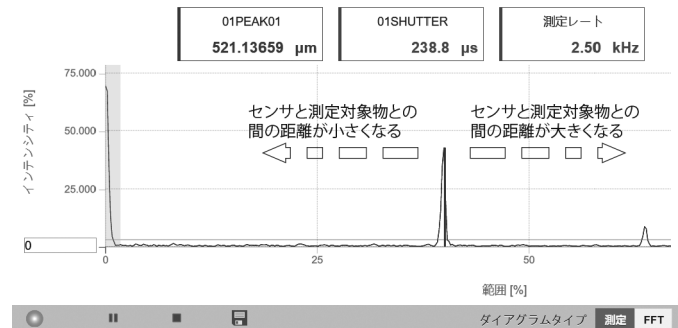 01PEAK01
521.13659 μm
01SHUTTER
238.8 μs
測定レート
2.50 kHz
75.000
50.000
25.000
0
インテンシティ [%]
センサと測定対象物との
間の距離が小さくなる
センサと測定対象物との
間の距離が大きくなる
0
25
50
範囲 [%]
ダイアグラムタイプ 測定 FFT